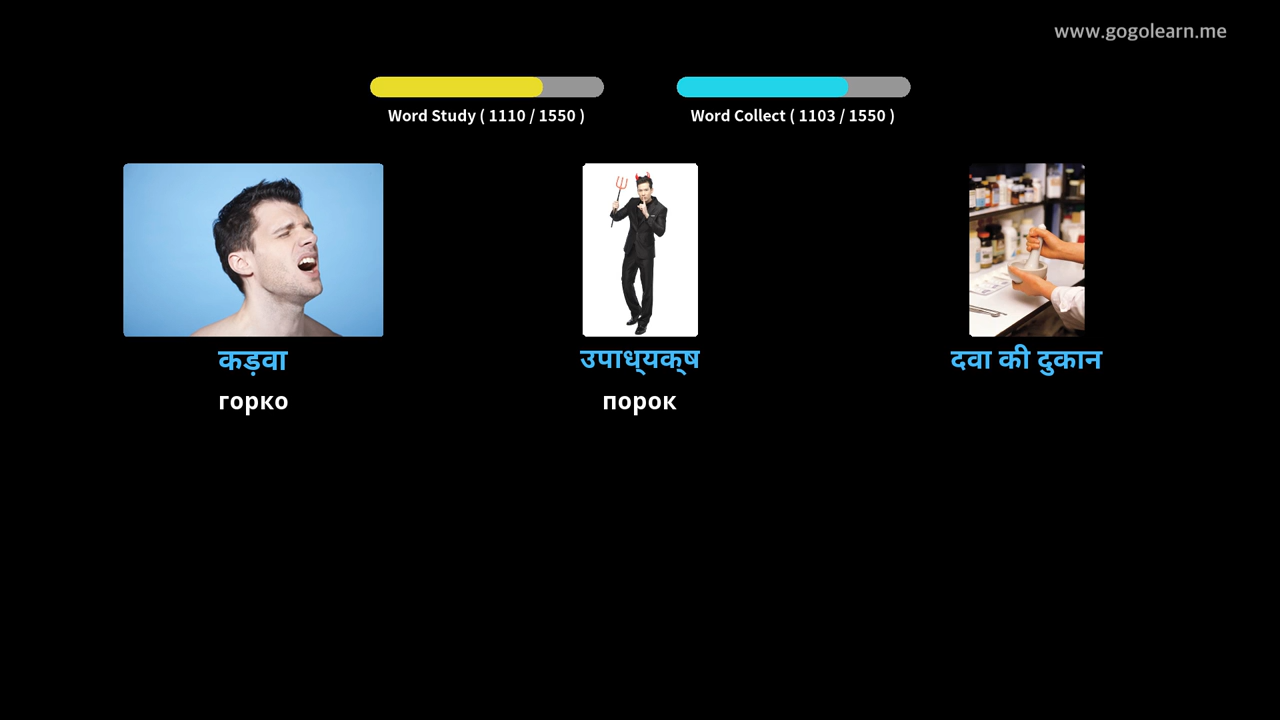 www.gogolearn.me
Word Study ( 1110 / 1550 )
Word Collect ( 1103 / 1550 )
कड़वा
उपाध्यक्ष
दवा की दुकान
горко
порок